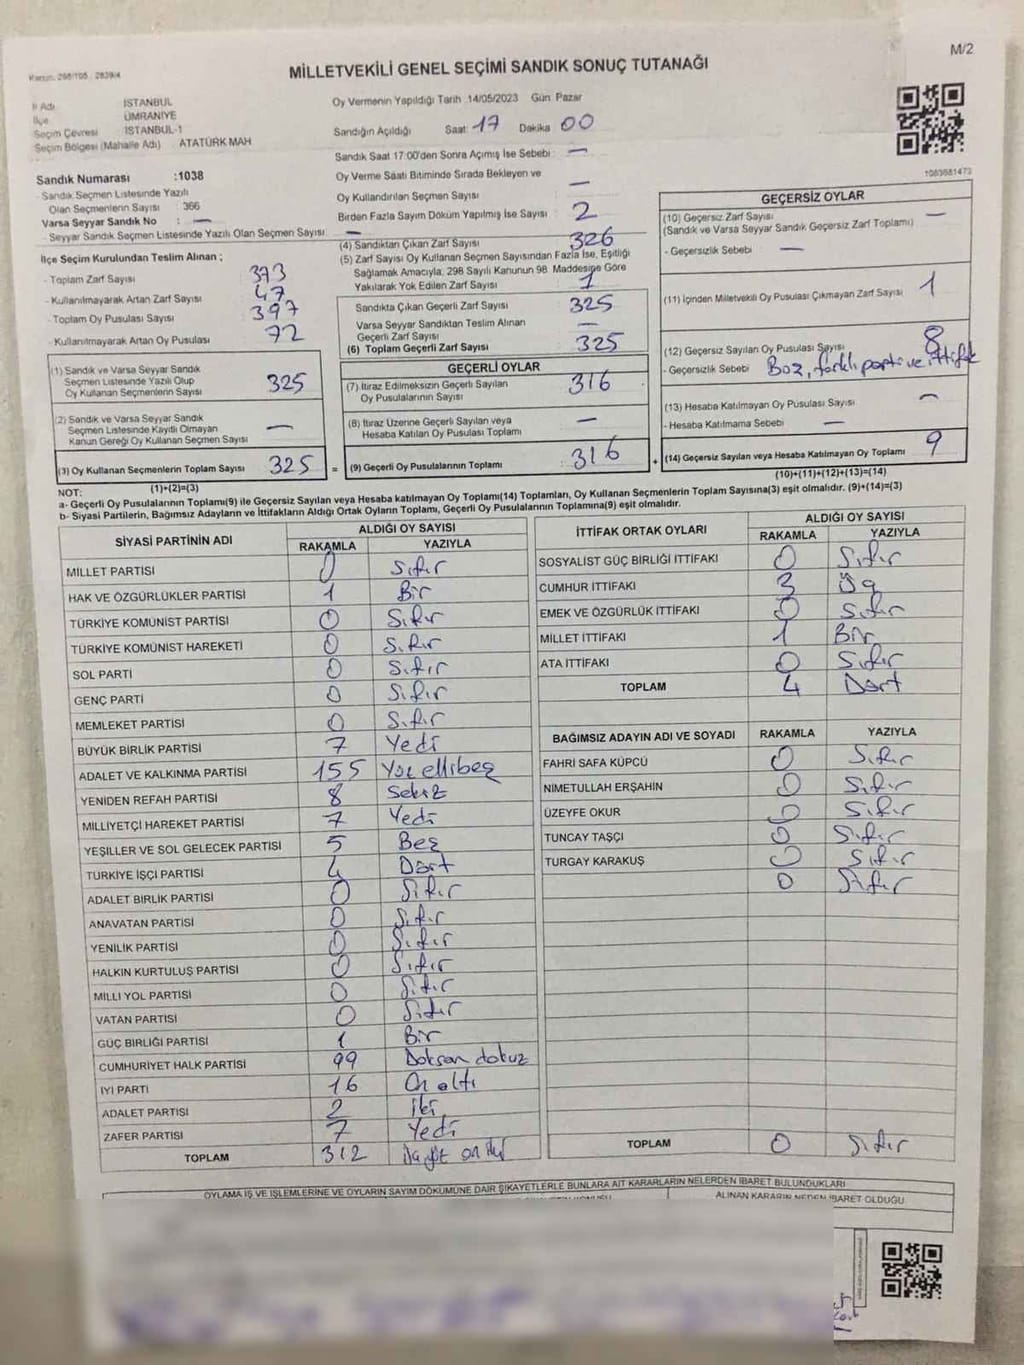 M/2
Kanun: 298/105 , 2839/4
MİLLETVEKİLİ GENEL SEÇİMİ SANDIK SONUÇ TUTANAĞI
İl Adı İSTANBUL
İlçe ÜMRANİYE
Seçim Çevresi İSTANBUL-1
Seçim Bölgesi (Mahalle Adı) ATATÜRK MAH
Sandık Numarası :1038
Sandık Seçmen Listesinde Yazılı
Olan Seçmenlerin Sayısı : 366
Varsa Seyyar Sandık No : —
Seyyar Sandık Seçmen Listesinde Yazılı Olan Seçmen Sayısı —
İlçe Seçim Kurulundan Teslim Alınan ;
- Toplam Zarf Sayısı 373
- Kullanılmayarak Artan Zarf Sayısı 47
- Toplam Oy Pusulası Sayısı 397
- Kullanılmayarak Artan Oy Pusulası 72
Oy Vermenin Yapıldığı Tarih :14/05/2023 Gün Pazar
Sandığın Açıldığı Saat: 17 Dakika 00
Sandık Saat 17:00'den Sonra Açımış İse Sebebi : —
Oy Verme Saati Bitiminde Sırada Bekleyen ve
Oy Kullandırılan Seçmen Sayısı —
Birden Fazla Sayım Döküm Yapılmış İse Sayısı 2
(4) Sandıktan Çıkan Zarf Sayısı 326
(5) Zarf Sayısı Oy Kullanan Seçmen Sayısından Fazla İse, Eşitliği
Sağlamak Amacıyla, 298 Sayılı Kanunun 98. Maddesine Göre
Yakılarak Yok Edilen Zarf Sayısı 1
Sandıkta Çıkan Geçerli Zarf Sayısı 325
Varsa Seyyar Sandıktan Teslim Alınan
Geçerli Zarf Sayısı —
(6) Toplam Geçerli Zarf Sayısı 325
1083681473
GEÇERSİZ OYLAR
(10) Geçersiz Zarf Sayısı —
(Sandık ve Varsa Seyyar Sandık Geçersiz Zarf Toplamı)
- Geçersizlik Sebebi —
(11) İçinden Milletvekili Oy Pusulası Çıkmayan Zarf Sayısı 1
(12) Geçersiz Sayılan Oy Pusulası Sayısı 8
- Geçersizlik Sebebi Boz, farklı parti ve ittifak
(13) Hesaba Katılmayan Oy Pusulası Sayısı —
- Hesaba Katılmama Sebebi —
(14) Geçersiz Sayılan veya Hesaba Katılmayan Oy Toplamı 9
(10)+(11)+(12)+(13)=(14)
(1) Sandık ve Varsa Seyyar Sandık
Seçmen Listesinde Yazılı Olup
Oy Kullanan Seçmenlerin Sayısı 325
(2) Sandık ve Varsa Seyyar Sandık
Seçmen Listesinde Kayıtlı Olmayan
Kanun Gereği Oy Kullanan Seçmen Sayısı —
(3) Oy Kullanan Seçmenlerin Toplam Sayısı 325 =
(1)+(2)=(3)
GEÇERLİ OYLAR
(7) İtiraz Edilmeksizin Geçerli Sayılan
Oy Pusulalarının Sayısı 316
(8) İtiraz Üzerine Geçerli Sayılan veya
Hesaba Katılan Oy Pusulası Toplamı —
(9) Geçerli Oy Pusulalarının Toplamı 316 +
NOT:
a- Geçerli Oy Pusulalarının Toplamı(9) ile Geçersiz Sayılan veya Hesaba katılmayan Oy Toplamı(14) Toplamları, Oy Kullanan Seçmenlerin Toplam Sayısına(3) eşit olmalıdır. (9)+(14)=(3)
b- Siyasi Partilerin, Bağımsız Adayların ve İttifakların Aldığı Ortak Oyların Toplamı, Geçerli Oy Pusulalarının Toplamına(9) eşit olmalıdır.
SİYASİ PARTİNİN ADI ALDIĞI OY SAYISI
RAKAMLA YAZIYLA
MİLLET PARTİSİ 0 Sıfır
HAK VE ÖZGÜRLÜKLER PARTİSİ 1 Bir
TÜRKİYE KOMÜNİST PARTİSİ 0 Sıfır
TÜRKİYE KOMÜNİST HAREKETİ 0 Sıfır
SOL PARTİ 0 Sıfır
GENÇ PARTİ 0 Sıfır
MEMLEKET PARTİSİ 0 Sıfır
BÜYÜK BİRLİK PARTİSİ 7 Yedi
ADALET VE KALKINMA PARTİSİ 155 Yüz ellibeş
YENİDEN REFAH PARTİSİ 8 Sekiz
MİLLİYETÇİ HAREKET PARTİSİ 7 Yedi
YEŞİLLER VE SOL GELECEK PARTİSİ 5 Beş
TÜRKİYE İŞÇİ PARTİSİ 4 Dört
ADALET BİRLİK PARTİSİ 0 Sıfır
ANAVATAN PARTİSİ 0 Sıfır
YENİLİK PARTİSİ 0 Sıfır
HALKIN KURTULUŞ PARTİSİ 0 Sıfır
MİLLİ YOL PARTİSİ 0 Sıfır
VATAN PARTİSİ 0 Sıfır
GÜÇ BİRLİĞİ PARTİSİ 1 Bir
CUMHURİYET HALK PARTİSİ 99 Doksan dokuz
İYİ PARTİ 16 On altı
ADALET PARTİSİ 2 İki
ZAFER PARTİSİ 7 Yedi
TOPLAM 312
İTTİFAK ORTAK OYLARI ALDIĞI OY SAYISI
RAKAMLA YAZIYLA
SOSYALİST GÜÇ BİRLİĞİ İTTİFAKI 0 Sıfır
CUMHUR İTTİFAKI 3 Üç
EMEK VE ÖZGÜRLÜK İTTİFAKI 0 Sıfır
MİLLET İTTİFAKI 1 Bir
ATA İTTİFAKI 0 Sıfır
TOPLAM 4 Dört
BAĞIMSIZ ADAYIN ADI VE SOYADI RAKAMLA YAZIYLA
FAHRİ SAFA KÜPCÜ 0 Sıfır
NİMETULLAH ERŞAHİN 0 Sıfır
ÜZEYFE OKUR 0 Sıfır
TUNCAY TAŞÇI 0 Sıfır
TURGAY KARAKUŞ 0 Sıfır
0 Sıfır
TOPLAM 0 Sıfır
OYLAMA İŞ VE İŞLEMLERİNE VE OYLARIN SAYIM DÖKÜMÜNE DAİR ŞİKAYETLERLE BUNLARA AİT KARARLARIN NELERDEN İBARET BULUNDUKLARI
ALINAN KARARIN NEDEN İBARET OLDUĞU